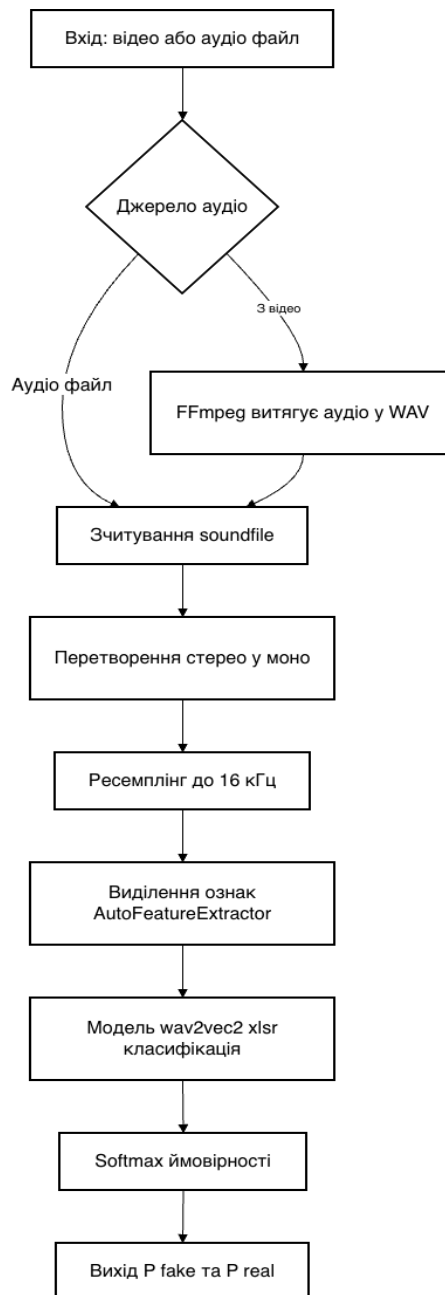 Вхід: відео або аудіо файл
Джерело аудіо
З відео
Аудіо файл
FFmpeg витягує аудіо у WAV
Зчитування soundfile
Перетворення стерео у моно
Ресемплінг до 16 кГц
Виділення ознак
AutoFeatureExtractor
Модель wav2vec2 xlsr
класифікація
Softmax ймовірності
Вихід P fake та P real